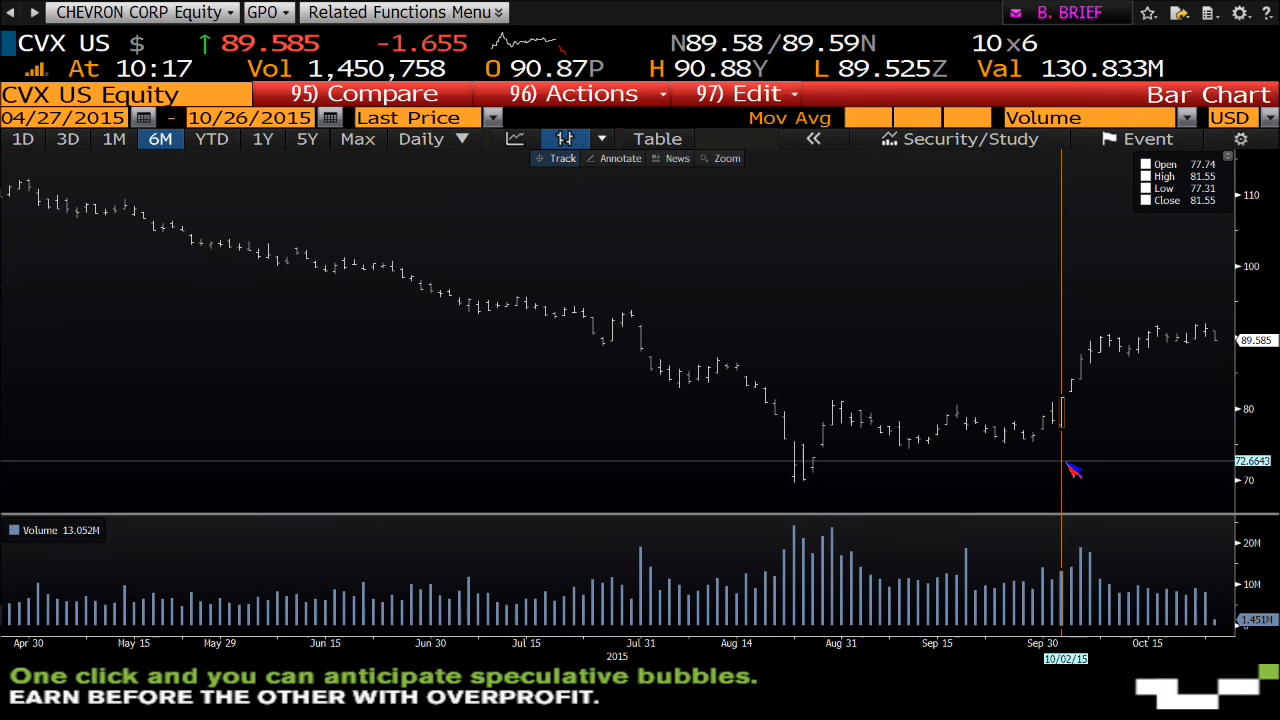 CHEVRON CORP Equity GPO Related Functions Menu B. BRIEF ?
CVX US $ 89.585 -1.655 N89.58 /89.59N 10x6
At 10:17 Vol 1,450,758 O 90.87P H 90.88Y L 89.525Z Val 130.833M
CVX US Equity 95) Compare 96) Actions 97) Edit Bar Chart
04/27/2015 - 10/26/2015 Last Price Mov Avg Volume USD
1D 3D 1M 6M YTD 1Y 5Y Max Daily Table Security/Study Event
Track Annotate News Zoom
Open 77.74
High 81.55
Low 77.31
Close 81.55
110
100
89.585
80
72.6643
70
Volume 13.052M
20M
10M
1.451M
0
Apr 30 May 15 May 29 Jun 15 Jun 30 Jul 15 Jul 31 Aug 14 Aug 31 Sep 15 Sep 30 Oct 15
2015 10/02/15
One click and you can anticipate speculative bubbles.
EARN BEFORE THE OTHER WITH OVERPROFIT.